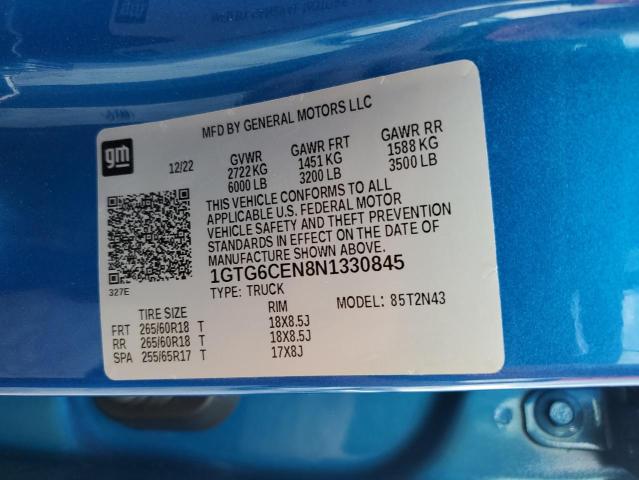 MFD BY GENERAL MOTORS LLC
gm
12/22
GVWR GAWR FRT GAWR RR
2722 KG 1451 KG 1588 KG
6000 LB 3200 LB 3500 LB
THIS VEHICLE CONFORMS TO ALL
APPLICABLE U.S. FEDERAL MOTOR
VEHICLE SAFETY AND THEFT PREVENTION
STANDARDS IN EFFECT ON THE DATE OF
MANUFACTURE SHOWN ABOVE.
1GTG6CEN8N1330845
327E
TYPE: TRUCK MODEL: 85T2N43
TIRE SIZE RIM
FRT 265/60R18 T 18X8.5J
RR 265/60R18 T 18X8.5J
SPA 255/65R17 T 17X8J